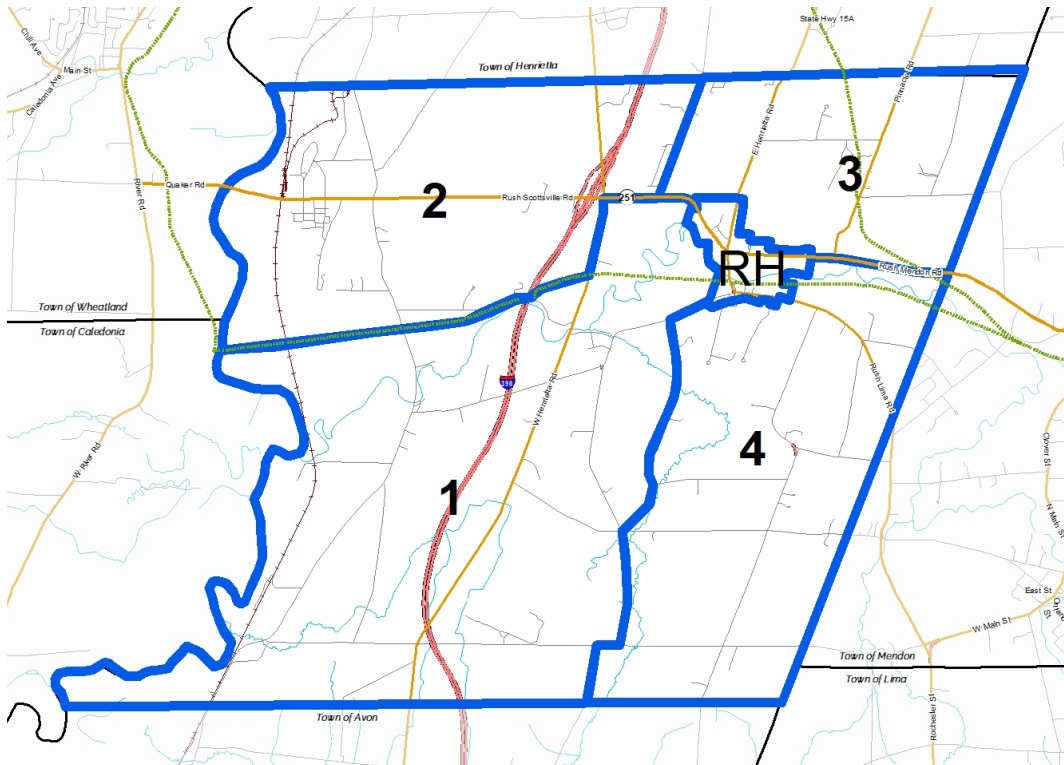 State Hwy 15A
Chili Ave
Main St
Town of Henrietta
Caledonia Ave
Pinna Rd
E Henrietta Rd
3
Quaker Rd
River Rd
2
Rush Scottsville Rd
251
RH
Rush Mendon Rd
Town of Wheatland
Town of Caledonia
390
W Henrietta Rd
Rush Lima Rd
4
W River Rd
Clover St
1
N Main St
East St
W Main St
Town of Mendon
Town of Lima
Rochester St
Town of Avon